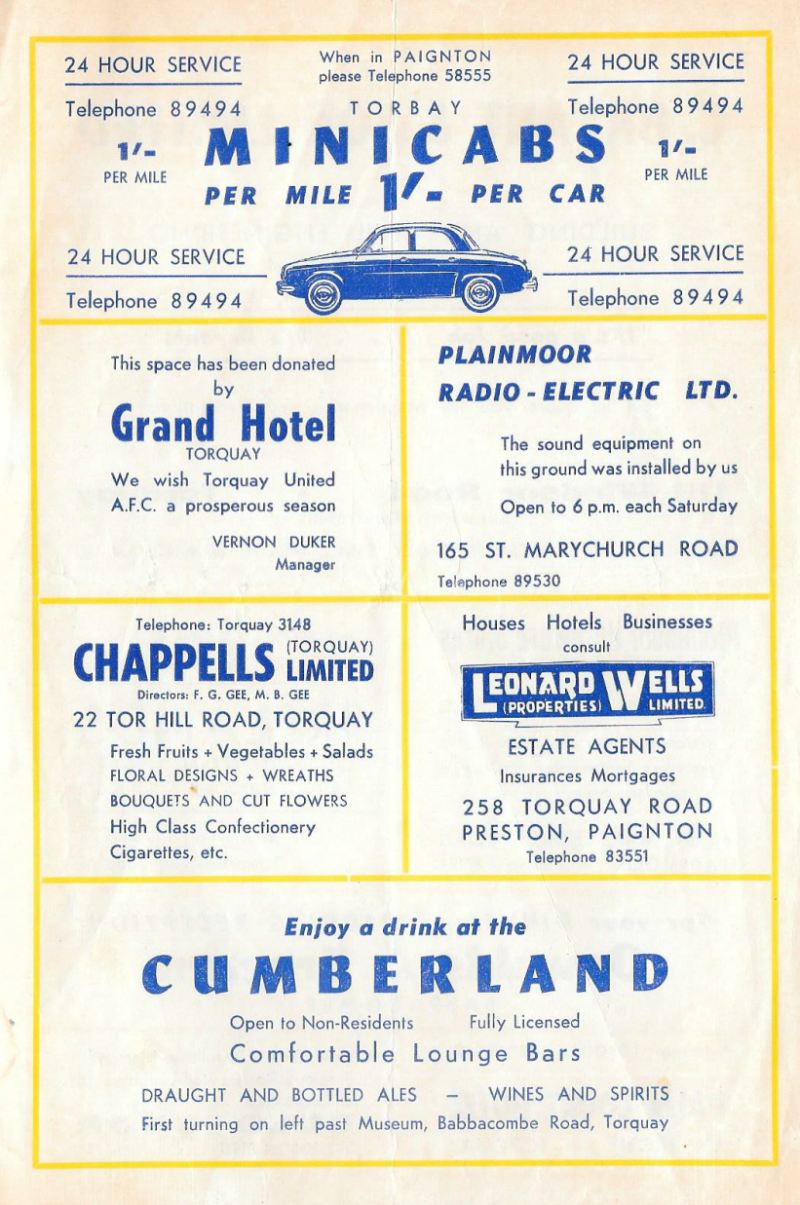 24 HOUR SERVICE
Telephone 89494
When in PAIGNTON
please Telephone 58555
24 HOUR SERVICE
Telephone 89494
TORBAY
MINICABS
1/-
PER MILE
1/-
PER MILE
PER MILE 1/- PER CAR
24 HOUR SERVICE
Telephone 89494
24 HOUR SERVICE
Telephone 89494
This space has been donated
by
Grand Hotel
TORQUAY
We wish Torquay United
A.F.C. a prosperous season
VERNON DUKER
Manager
PLAINMOOR
RADIO - ELECTRIC LTD.
The sound equipment on
this ground was installed by us
Open to 6 p.m. each Saturday
165 ST. MARYCHURCH ROAD
Telephone 89530
Telephone: Torquay 3148
CHAPPELLS (TORQUAY) LIMITED
Directors: F. G. GEE, M. B. GEE
22 TOR HILL ROAD, TORQUAY
Fresh Fruits + Vegetables + Salads
FLORAL DESIGNS + WREATHS
BOUQUETS AND CUT FLOWERS
High Class Confectionery
Cigarettes, etc.
Houses Hotels Businesses
consult
LEONARD WELLS
(PROPERTIES) LIMITED.
ESTATE AGENTS
Insurances Mortgages
258 TORQUAY ROAD
PRESTON, PAIGNTON
Telephone 83551
Enjoy a drink at the
CUMBERLAND
Open to Non-Residents Fully Licensed
Comfortable Lounge Bars
DRAUGHT AND BOTTLED ALES – WINES AND SPIRITS
First turning on left past Museum, Babbacombe Road, Torquay